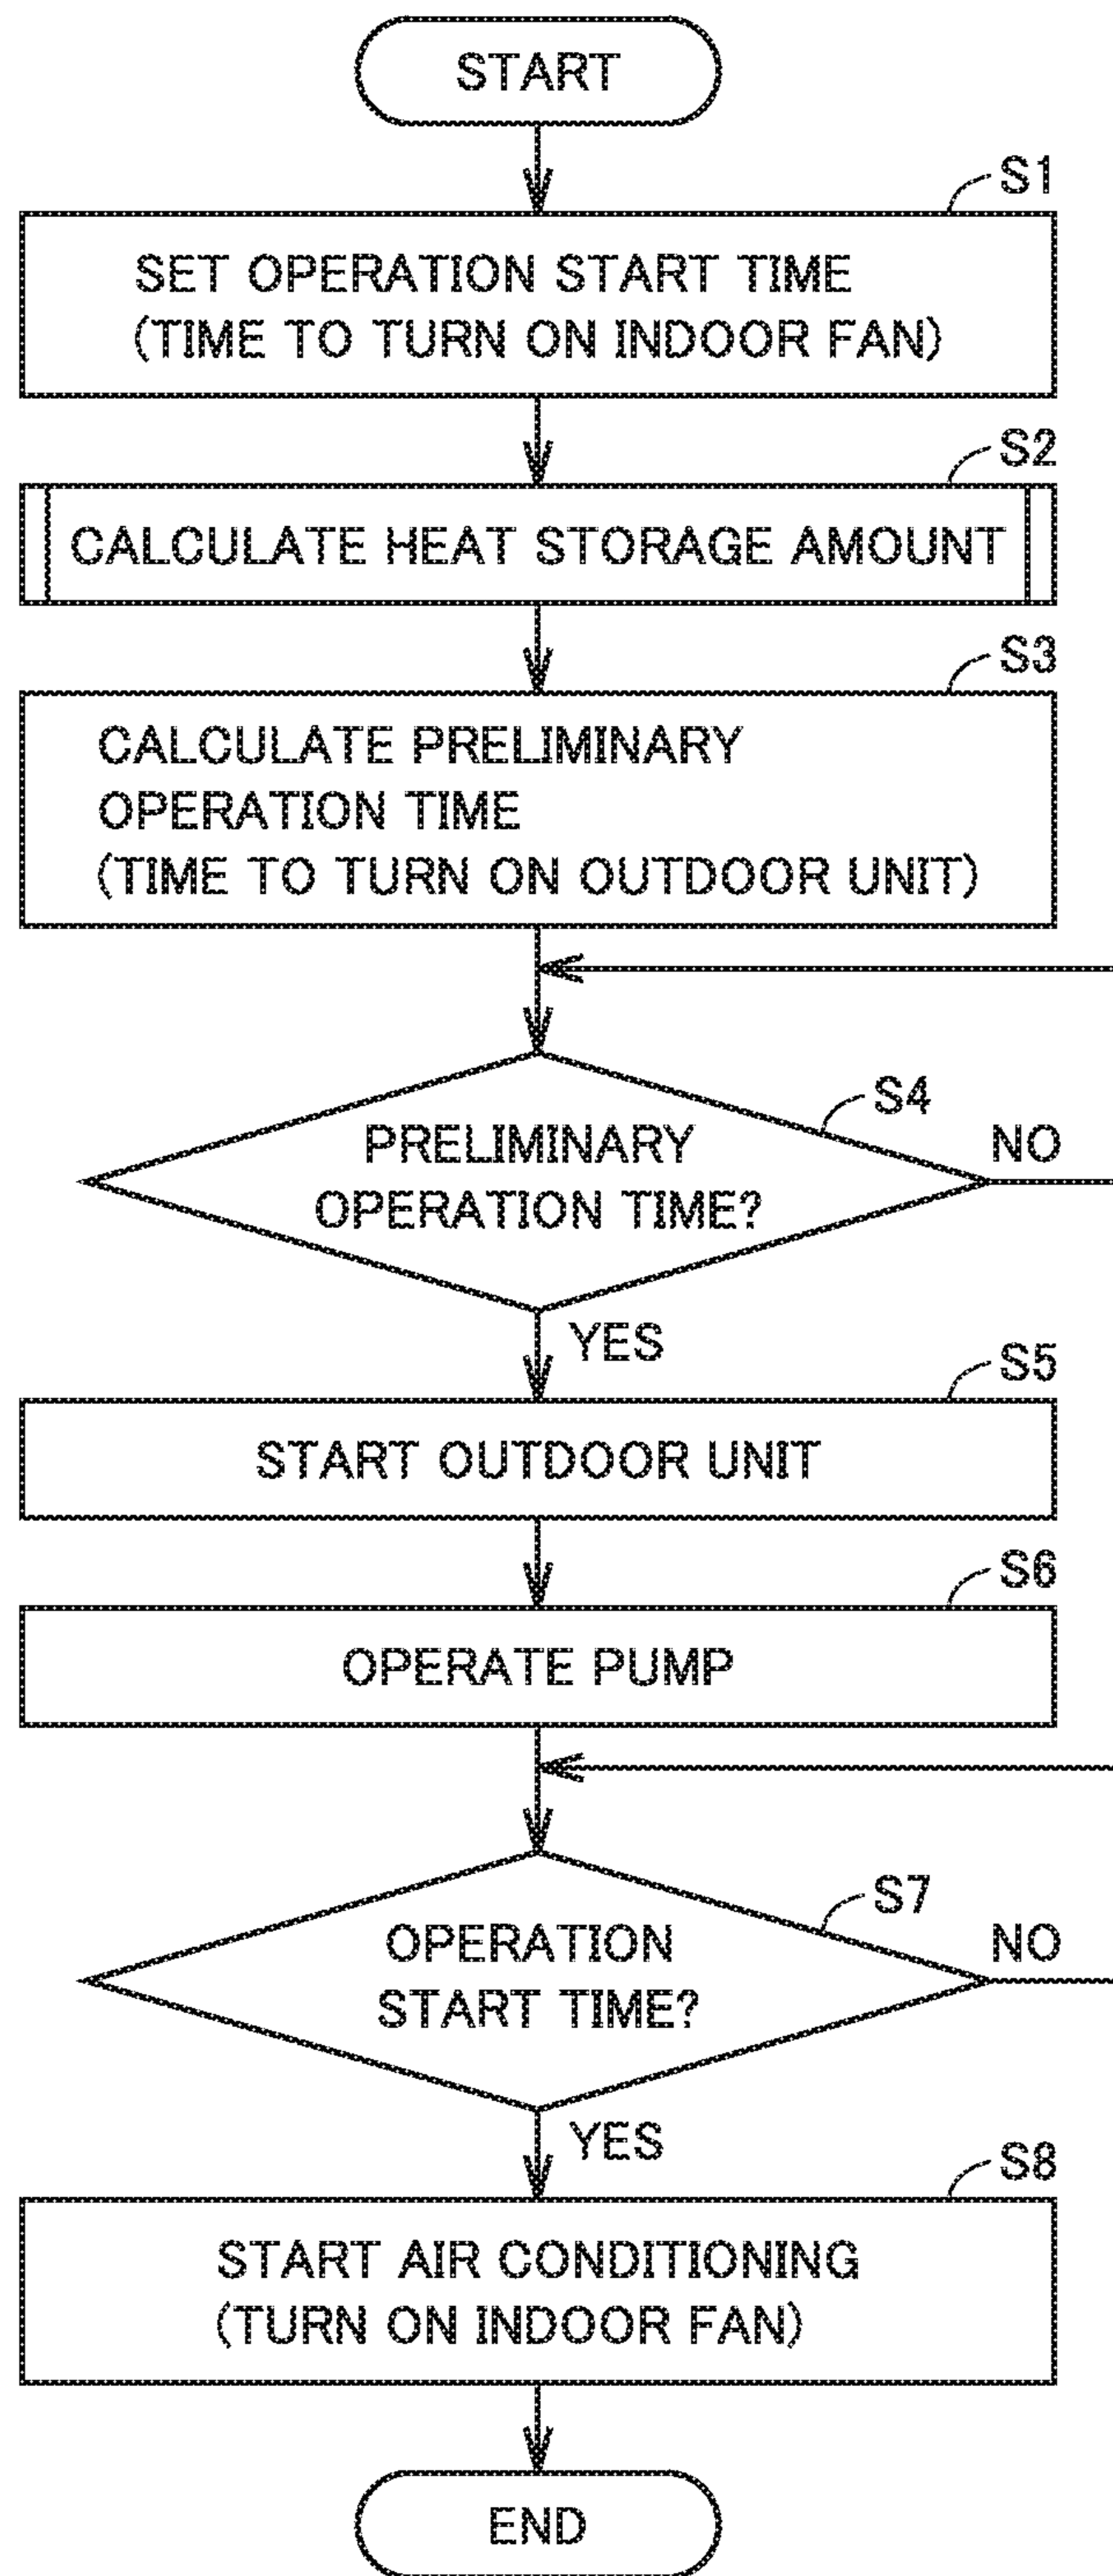 START
S1
SET OPERATION START TIME
(TIME TO TURN ON INDOOR FAN)
S2
CALCULATE HEAT STORAGE AMOUNT
S3
CALCULATE PRELIMINARY
OPERATION TIME
(TIME TO TURN ON OUTDOOR UNIT)
S4
PRELIMINARY
OPERATION TIME?
NO
YES
S5
START OUTDOOR UNIT
S6
OPERATE PUMP
S7
OPERATION
START TIME?
NO
YES
S8
START AIR CONDITIONING
(TURN ON INDOOR FAN)
END